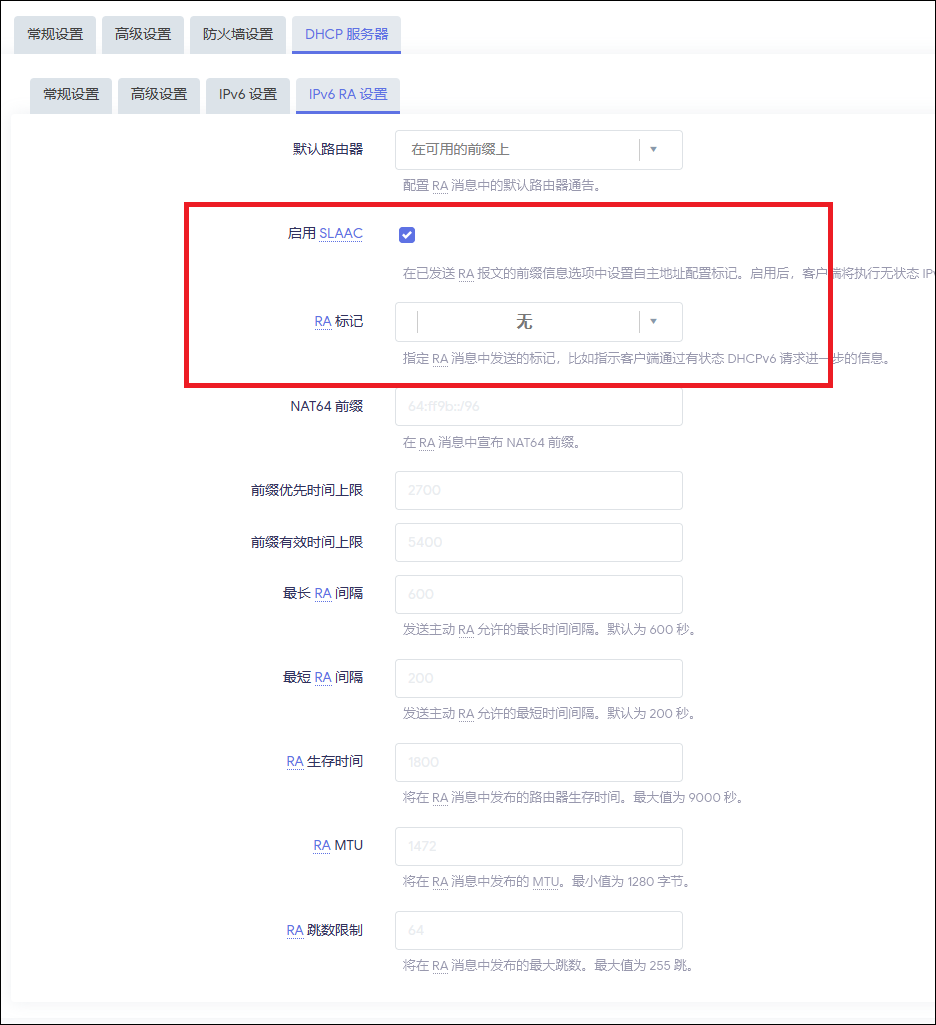 常规设置 高级设置 防火墙设置 DHCP 服务器
常规设置 高级设置 IPv6 设置 IPv6 RA 设置
默认路由器 在可用的前缀上
配置 RA 消息中的默认路由器通告。
启用 SLAAC
在已发送 RA 报文的前缀信息选项中设置自主地址配置标记。启用后，客户端将执行无状态 IP
RA 标记 无
指定 RA 消息中发送的标记，比如指示客户端通过有状态 DHCPv6 请求进一步的信息。
NAT64 前缀 64:ff9b::/96
在 RA 消息中宣布 NAT64 前缀。
前缀优先时间上限 2700
前缀有效时间上限 5400
最长 RA 间隔 600
发送主动 RA 允许的最长时间间隔。默认为 600 秒。
最短 RA 间隔 200
发送主动 RA 允许的最短时间间隔。默认为 200 秒。
RA 生存时间 1800
将在 RA 消息中发布的路由器生存时间。最大值为 9000 秒。
RA MTU 1472
将在 RA 消息中发布的 MTU。最小值为 1280 字节。
RA 跳数限制 64
将在 RA 消息中发布的最大跳数。最大值为 255 跳。